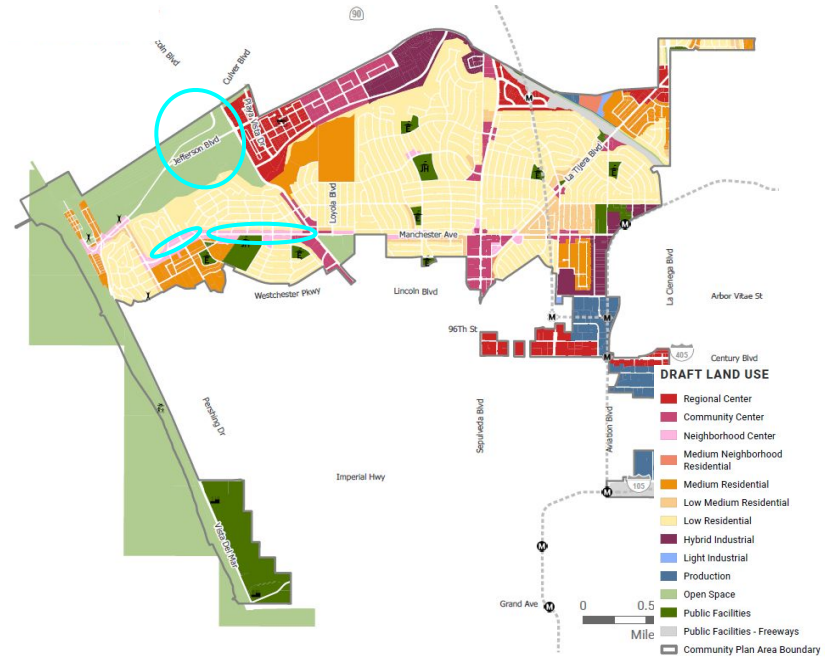 90
coln Blvd
Culver Blvd
Playa Vista Dr
Jefferson Blvd
JR
E
E
La Tijera Blvd
E
E
Loyola Blvd
E
M
Manchester Ave
M
JR
E
E
E
Westchester Pkwy
Lincoln Blvd
La Cienega Blvd
Arbor Vitae St
M
M
96Th St
M
405
Century Blvd
Pershing Dr
Sepulveda Blvd
Aviation Blvd
Imperial Hwy
105
M
Vista Del Mar
M
Grand Ave
M
0
0.5
Mile
DRAFT LAND USE
Regional Center
Community Center
Neighborhood Center
Medium Neighborhood
Residential
Medium Residential
Low Medium Residential
Low Residential
Hybrid Industrial
Light Industrial
Production
Open Space
Public Facilities
Public Facilities - Freeways
Community Plan Area Boundary